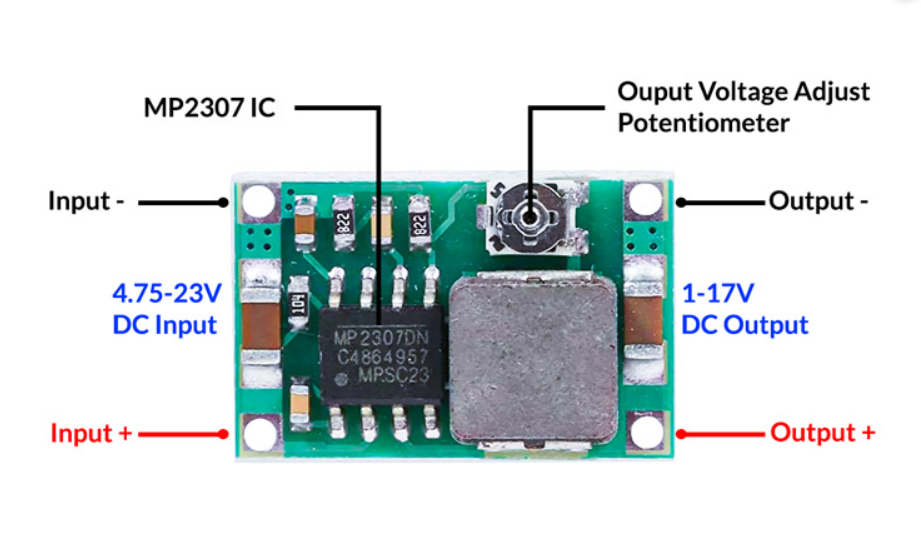 MP2307 IC
Ouput Voltage Adjust
Potentiometer
Input -
Output -
822
822
4.75-23V
DC Input
104
1-17V
DC Output
MP2307DN
C4864957
MPSC23
Input +
Output +